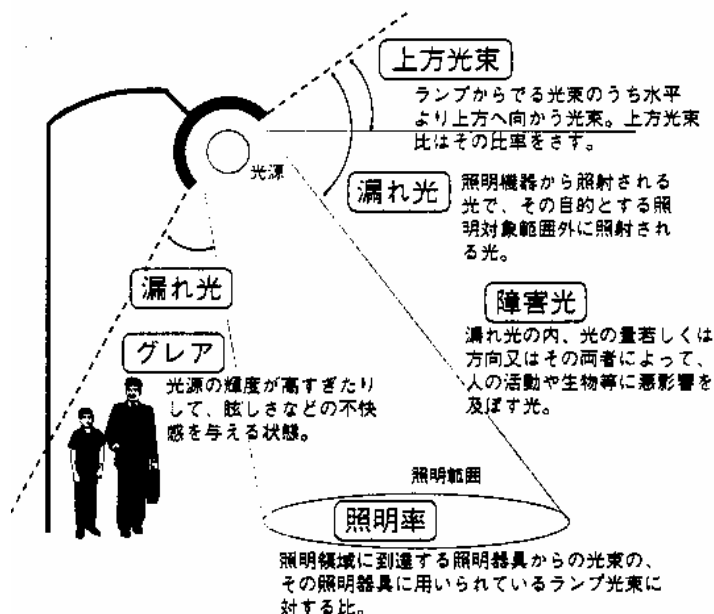 上方光束
ランプからでる光束のうち水平
より上方へ向かう光束。上方光束
比はその比率をさす。
光源
漏れ光
照明機器から照射される
光で、その目的とする照
明対象範囲外に照射され
る光。
漏れ光
障害光
漏れ光の内、光の量若しくは
方向又はその両者によって、
人の活動や生物等に悪影響を
及ぼす光。
グレア
光源の輝度が高すぎたり
して、眩しさなどの不快
感を与える状態。
照明範囲
照明率
照明領域に到達する照明器具からの光束の、
その照明器具に用いられているランプ光束に
対する比。